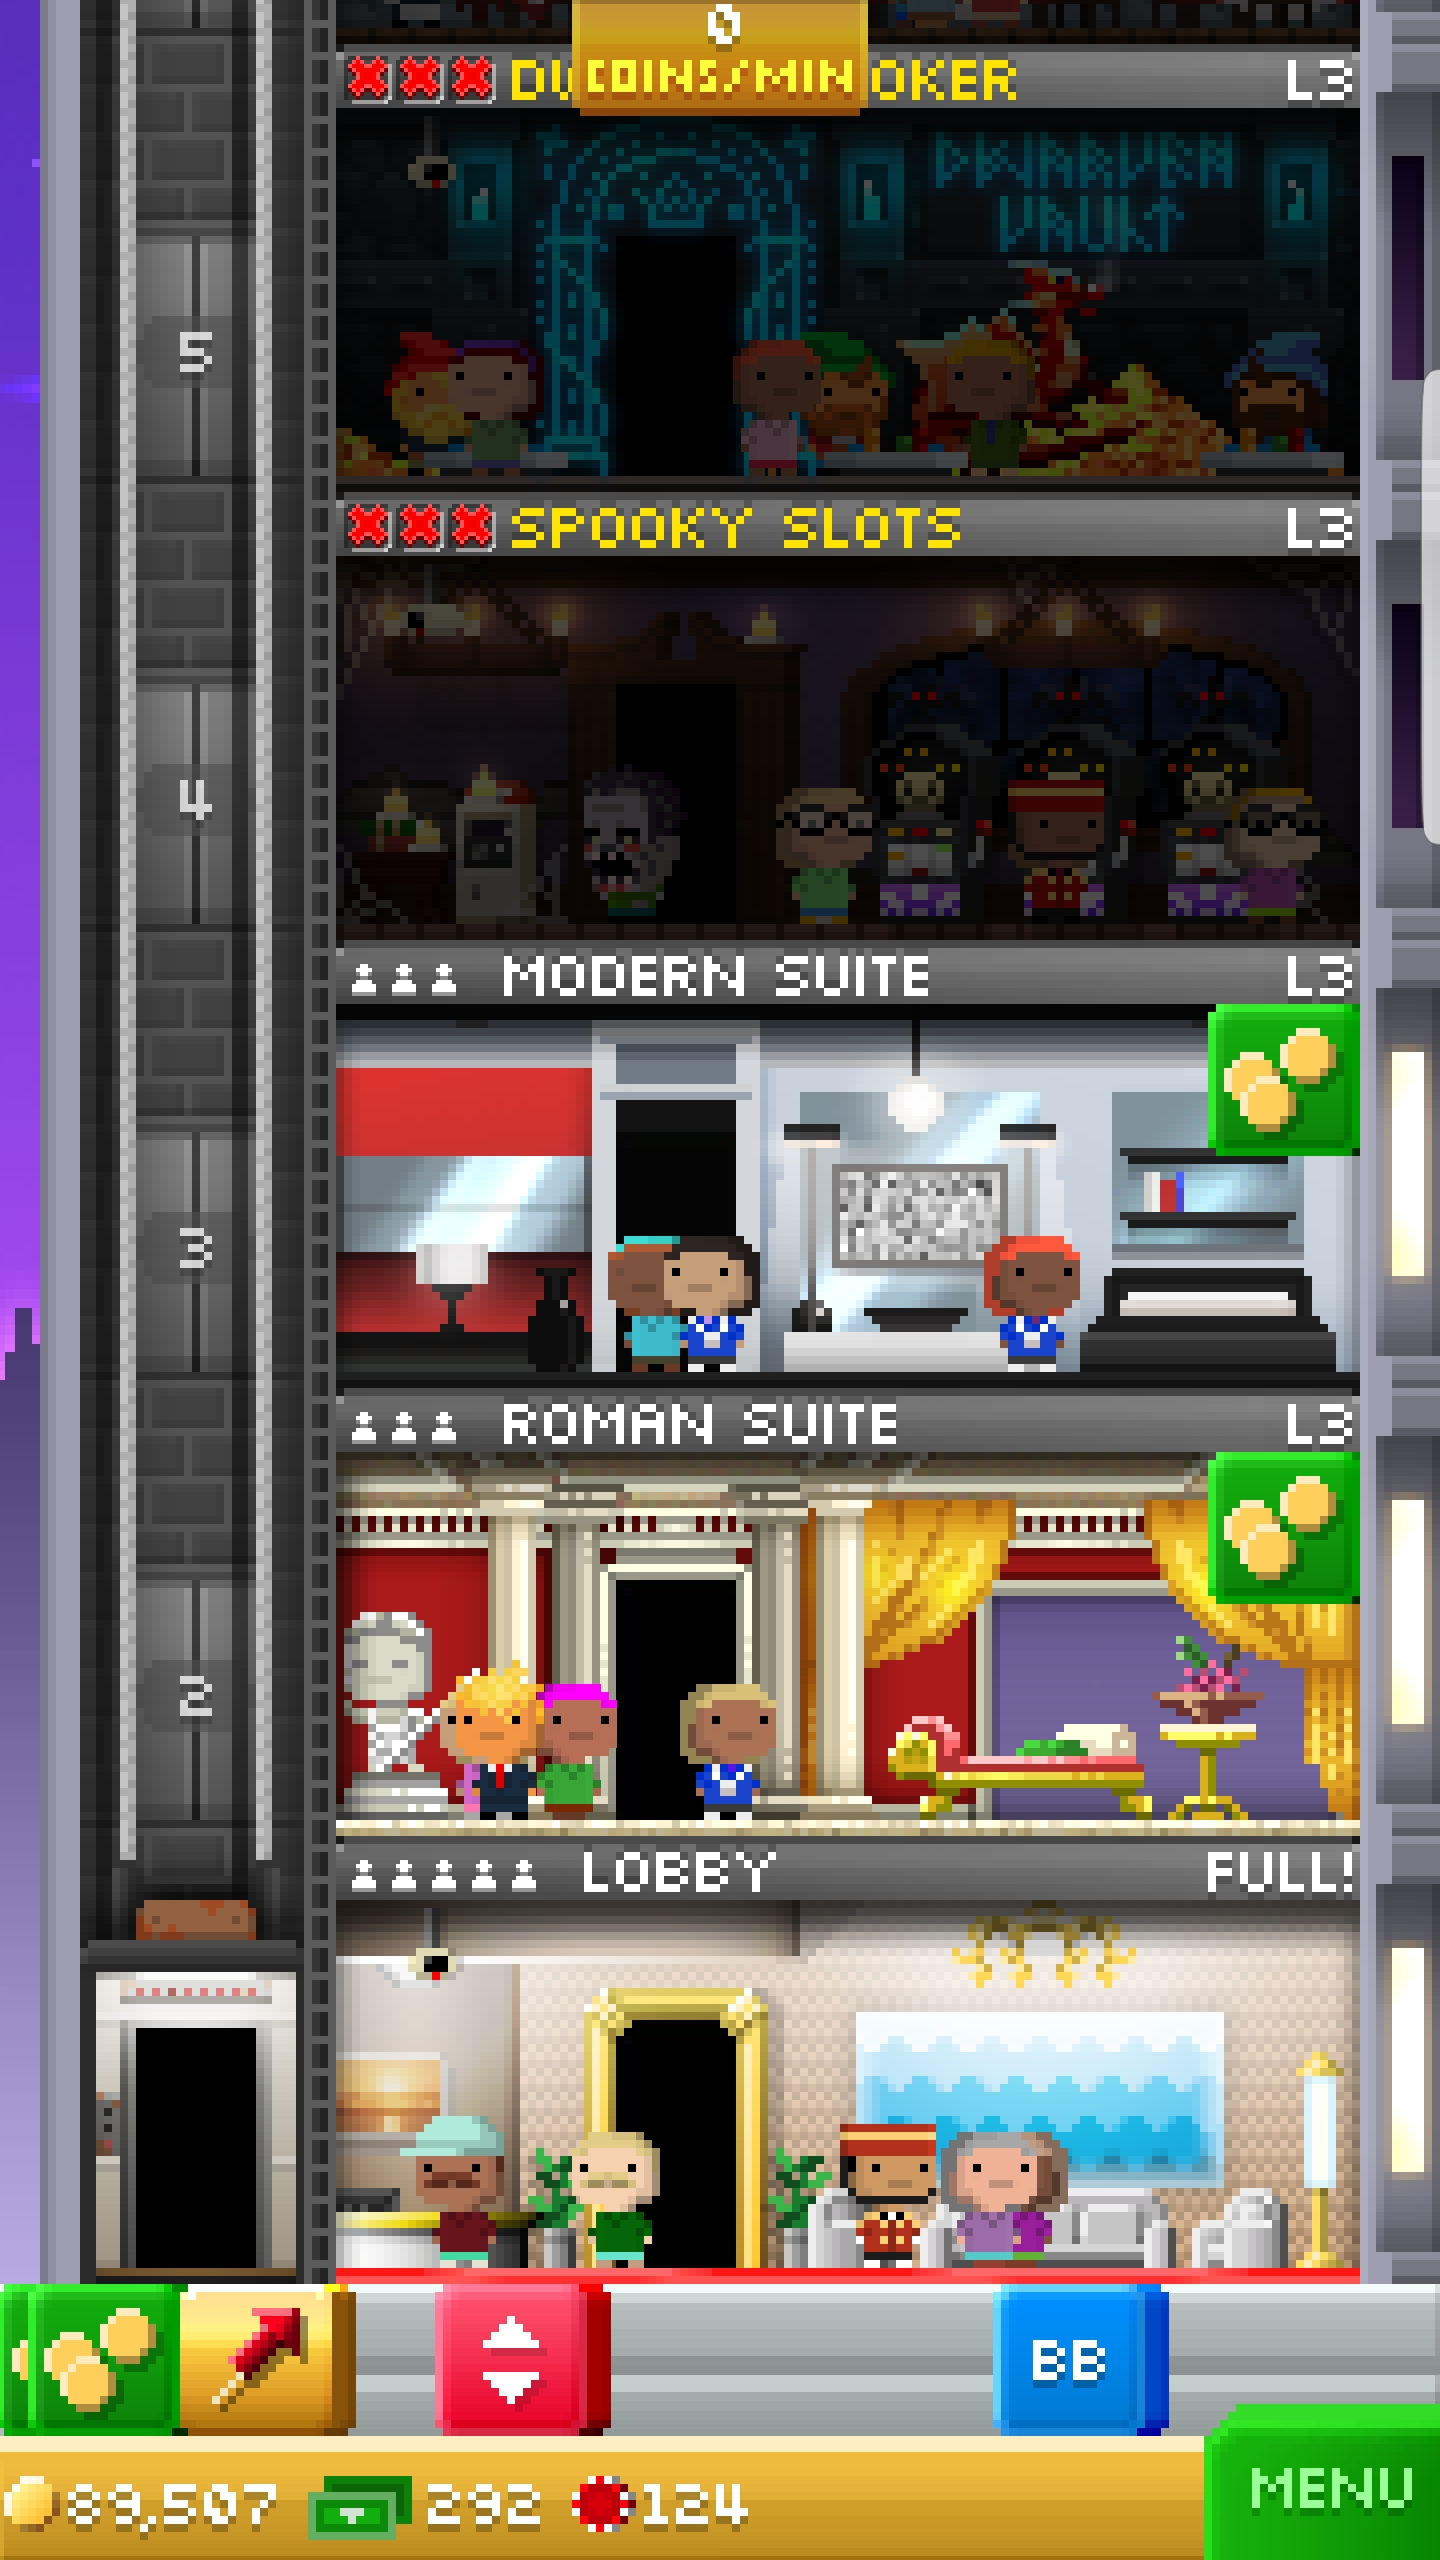 0
COINS/MIN
DU OKER L3
DWARVEN
VAULT
5
SPOOKY SLOTS L3
4
MODERN SUITE L3
3
ROMAN SUITE L3
2
LOBBY FULL!
BB
MENU
89,507 292 124